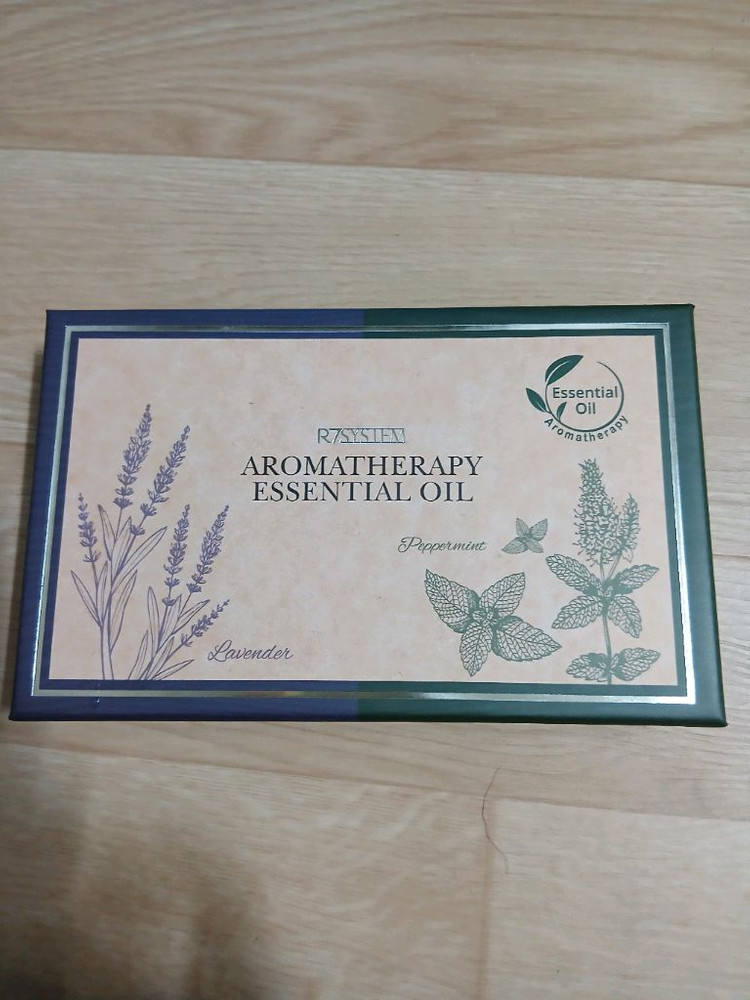 Essential
Oil
Aromatherapy
R7SYSTEM
AROMATHERAPY
ESSENTIAL OIL
Peppermint
Lavender